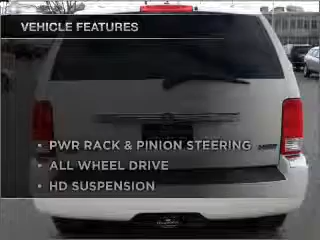 VEHICLE FEATURES
• PWR RACK & PINION STEERING
• ALL WHEEL DRIVE
• HD SUSPENSION